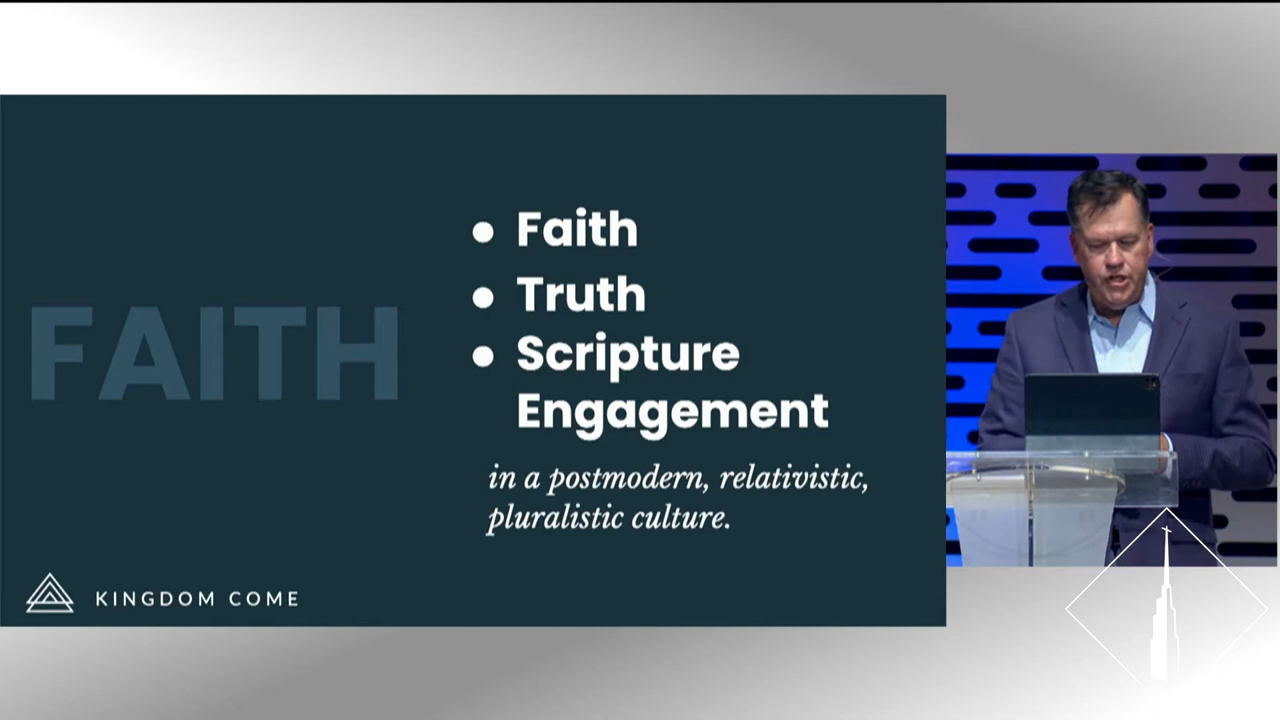 FAITH
● Faith
● Truth
● Scripture
Engagement
in a postmodern, relativistic,
pluralistic culture.
KINGDOM COME